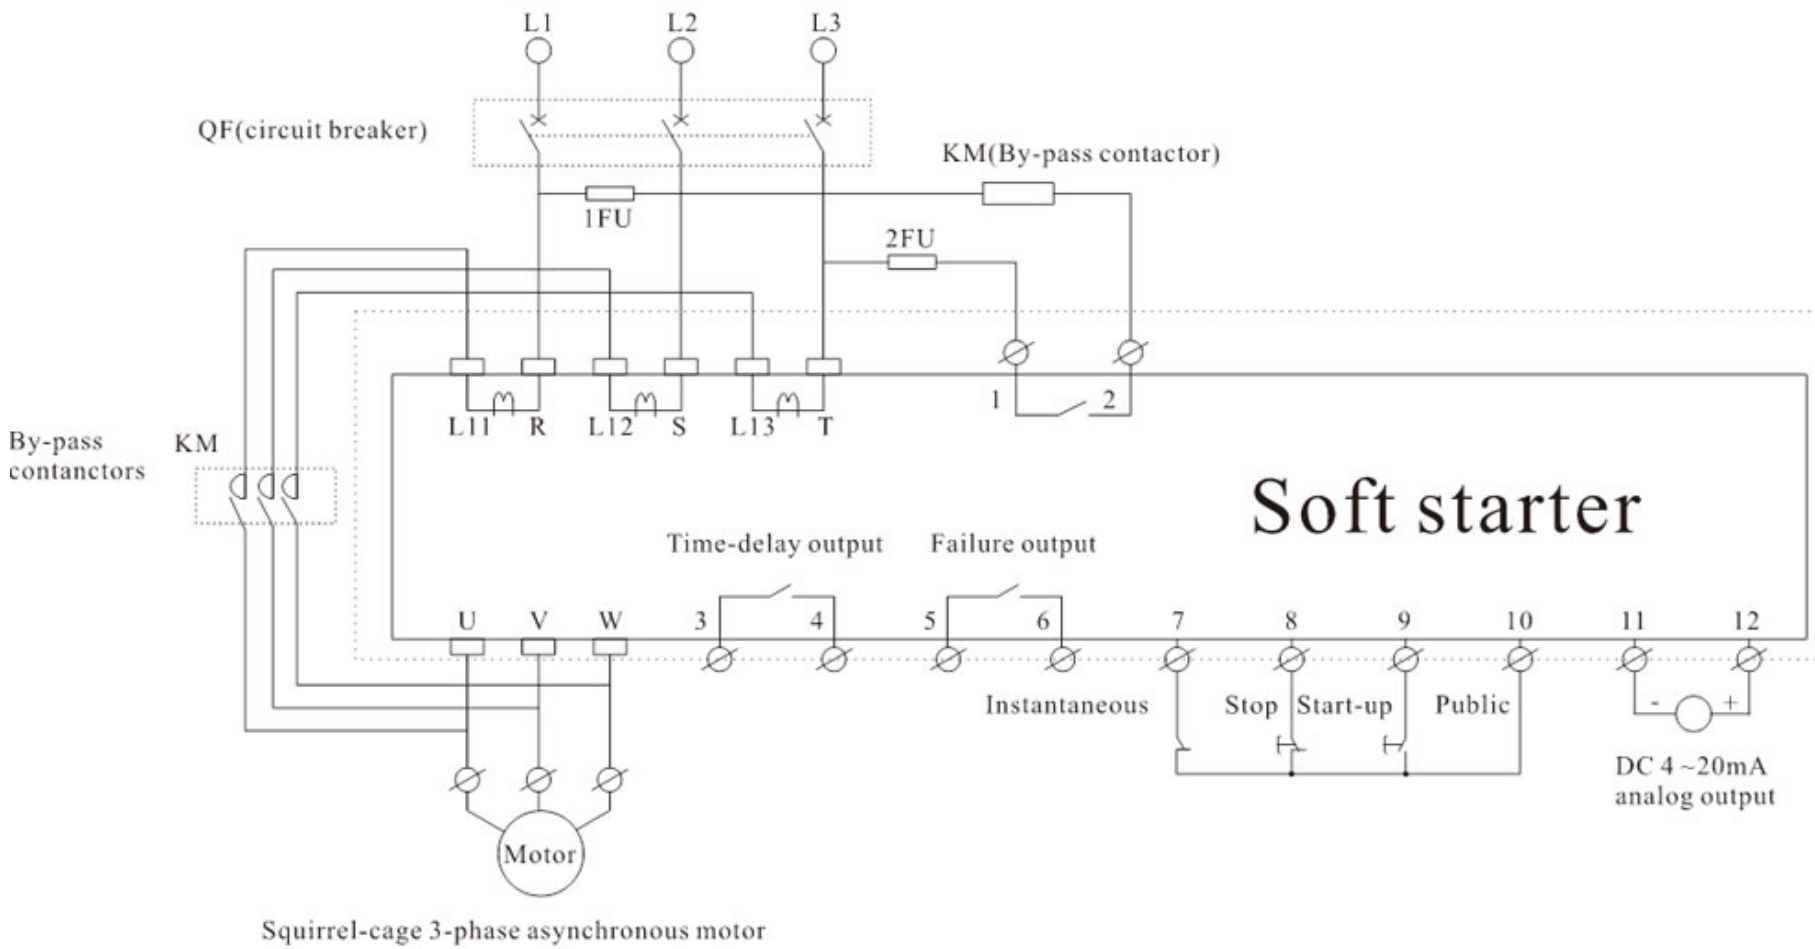 L1
L2
L3
QF(circuit breaker)
KM(By-pass contactor)
1FU
2FU
1
2
L11
R
L12
S
L13
T
By-pass
contanctors
KM
Soft starter
Time-delay output
Failure output
U
V
W
3
4
5
6
7
8
9
10
11
12
Instantaneous
Stop
Start-up
Public
-
+
DC 4 ~20mA
analog output
Motor
Squirrel-cage 3-phase asynchronous motor